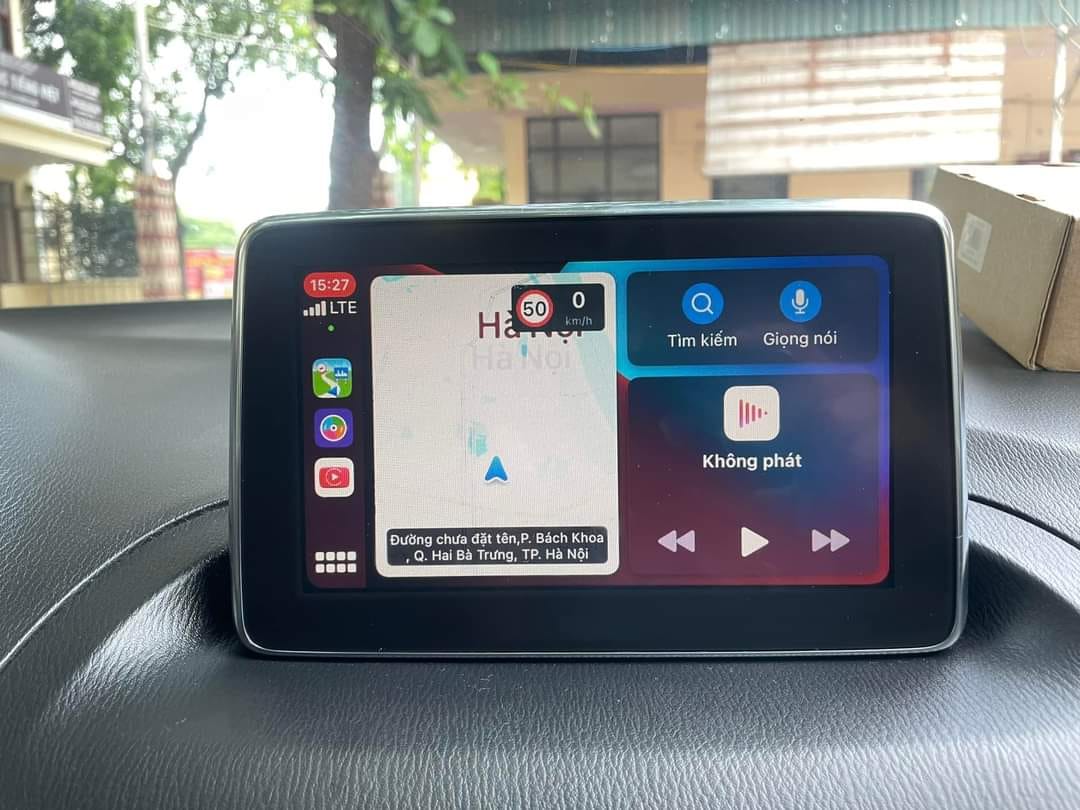 15:27
LTE
50
0
km/h
Hà Nội
Hà Nội
Tìm kiếm
Giọng nói
Không phát
Đường chưa đặt tên,P. Bách Khoa
, Q. Hai Bà Trưng, TP. Hà Nội